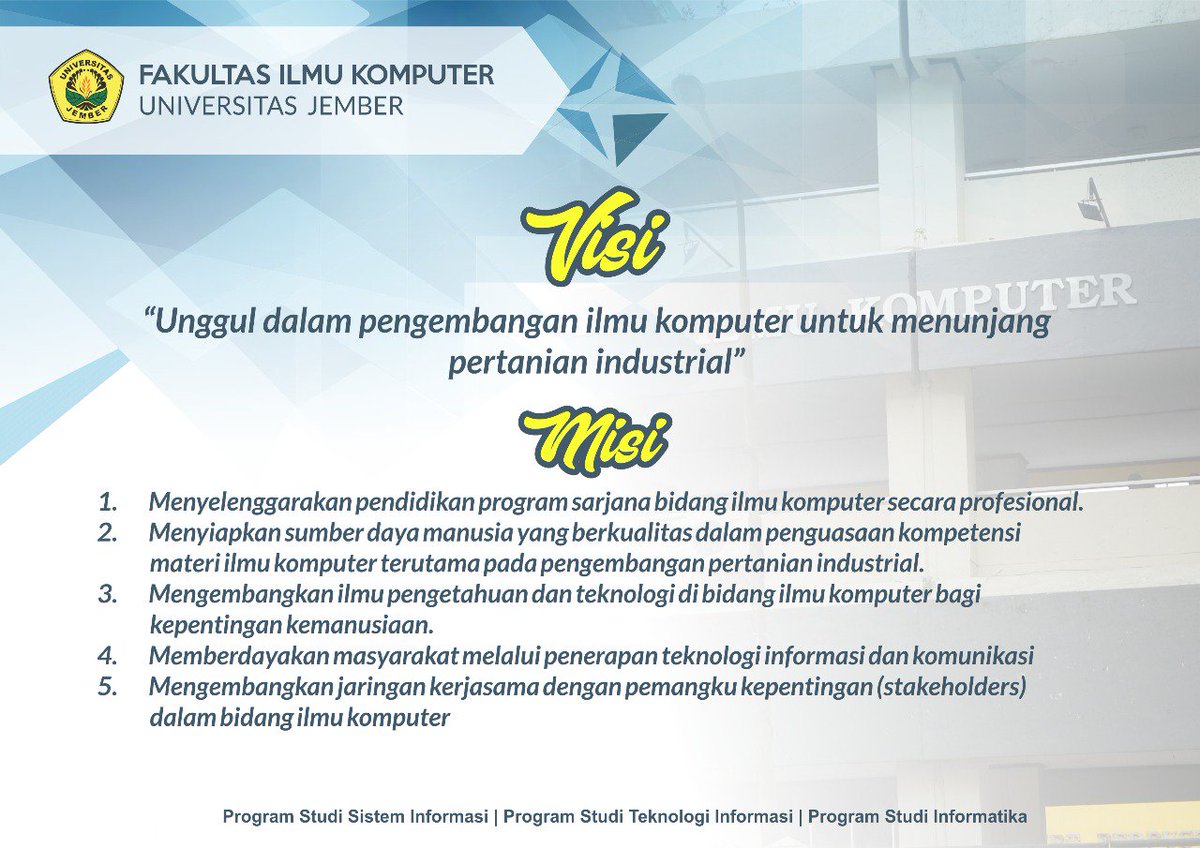 UNIVERSITAS
JEMBER
FAKULTAS ILMU KOMPUTER
UNIVERSITAS JEMBER
Visi
KOMPUTER
“Unggul dalam pengembangan ilmu komputer untuk menunjang
pertanian industrial”
Misi
1. Menyelenggarakan pendidikan program sarjana bidang ilmu komputer secara profesional.
2. Menyiapkan sumber daya manusia yang berkualitas dalam penguasaan kompetensi
materi ilmu komputer terutama pada pengembangan pertanian industrial.
3. Mengembangkan ilmu pengetahuan dan teknologi di bidang ilmu komputer bagi
kepentingan kemanusiaan.
4. Memberdayakan masyarakat melalui penerapan teknologi informasi dan komunikasi
5. Mengembangkan jaringan kerjasama dengan pemangku kepentingan (stakeholders)
dalam bidang ilmu komputer
Program Studi Sistem Informasi | Program Studi Teknologi Informasi | Program Studi Informatika